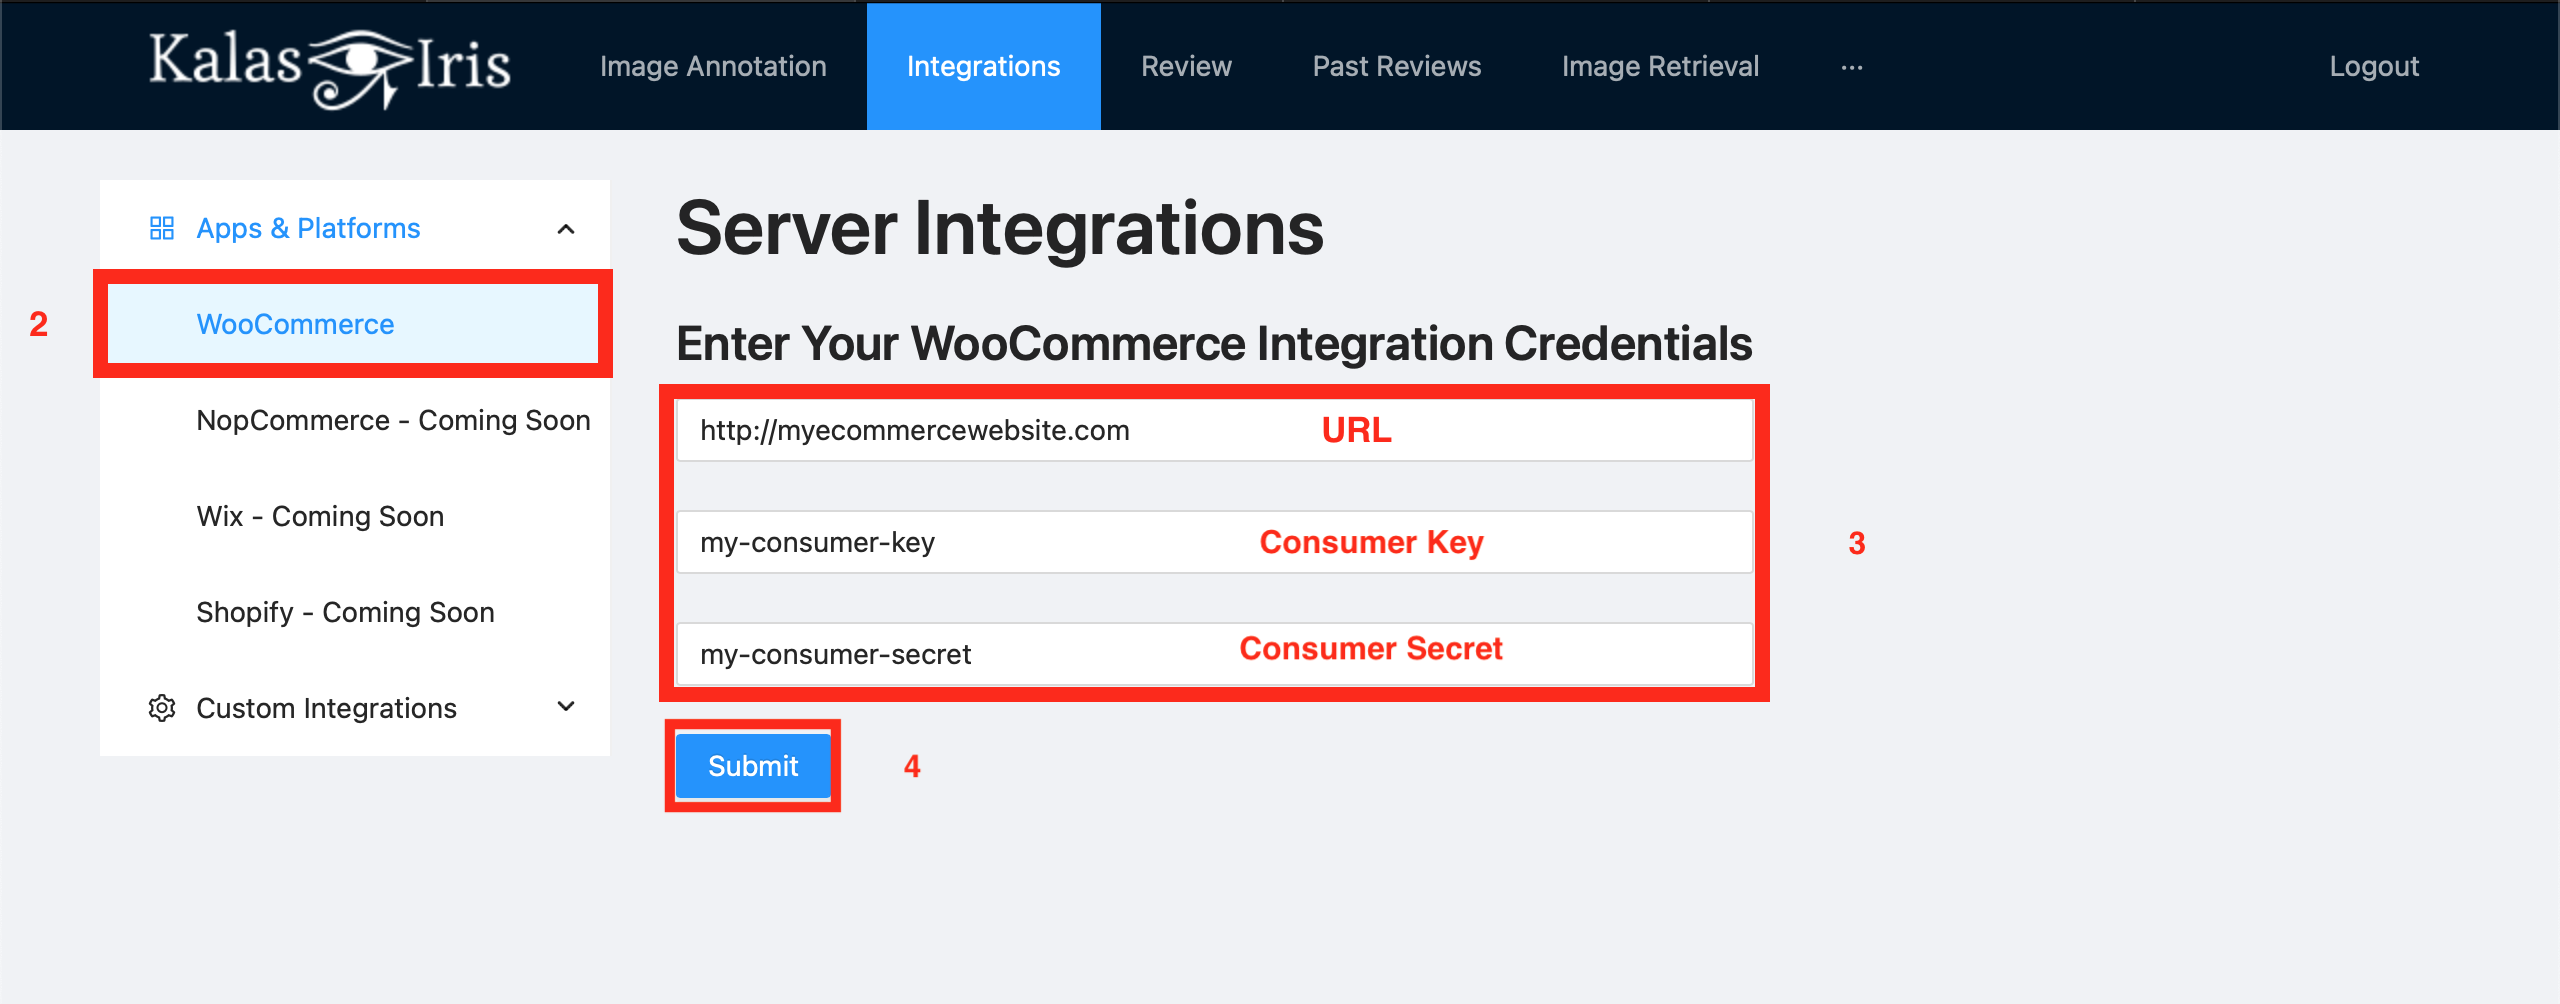 Kalas Iris Image Annotation Integrations Review Past Reviews Image Retrieval ... Logout
Apps & Platforms
2 WooCommerce
NopCommerce - Coming Soon
Wix - Coming Soon
Shopify - Coming Soon
Custom Integrations
Server Integrations
Enter Your WooCommerce Integration Credentials
http://myecommercewebsite.com URL
my-consumer-key Consumer Key 3
my-consumer-secret Consumer Secret
Submit 4